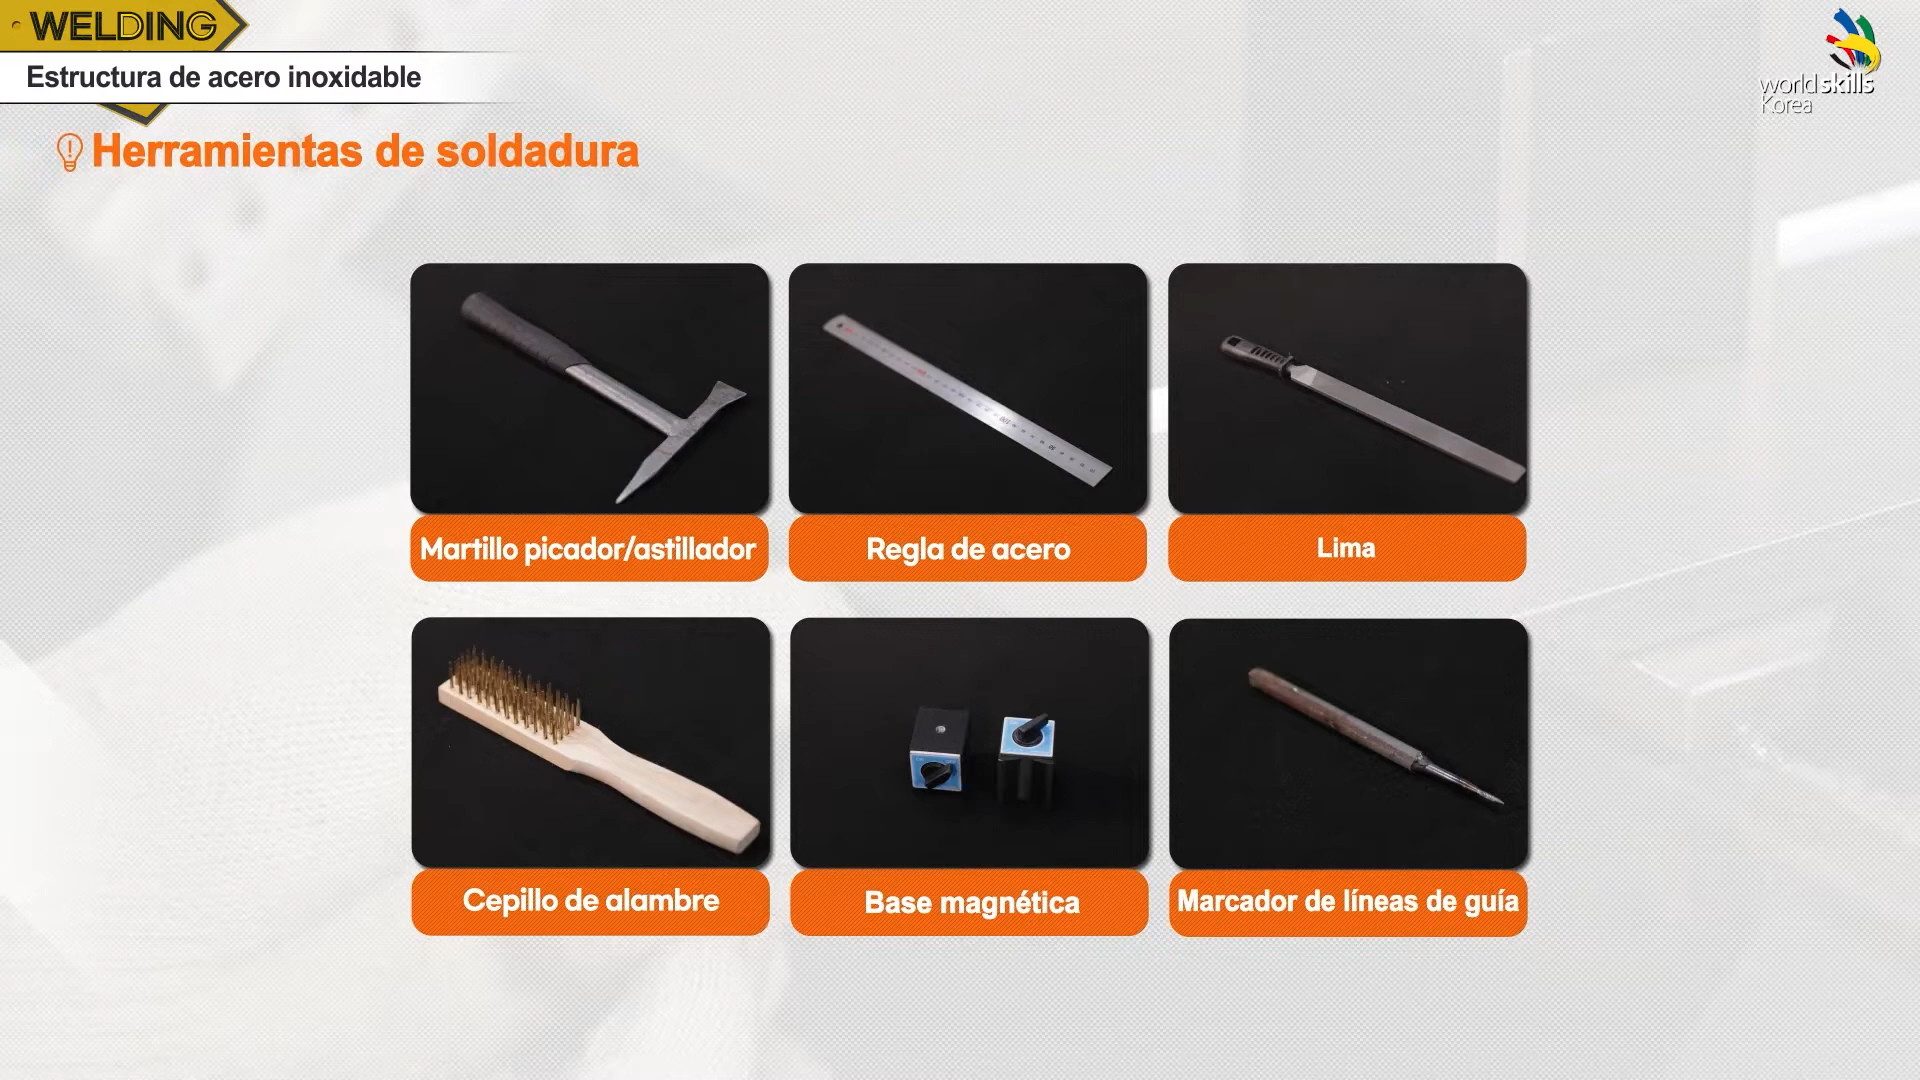 WELDING
Estructura de acero inoxidable
worldskills
Korea
Herramientas de soldadura
Martillo picador/astillador
Regla de acero
Lima
Cepillo de alambre
Base magnética
Marcador de líneas de guía